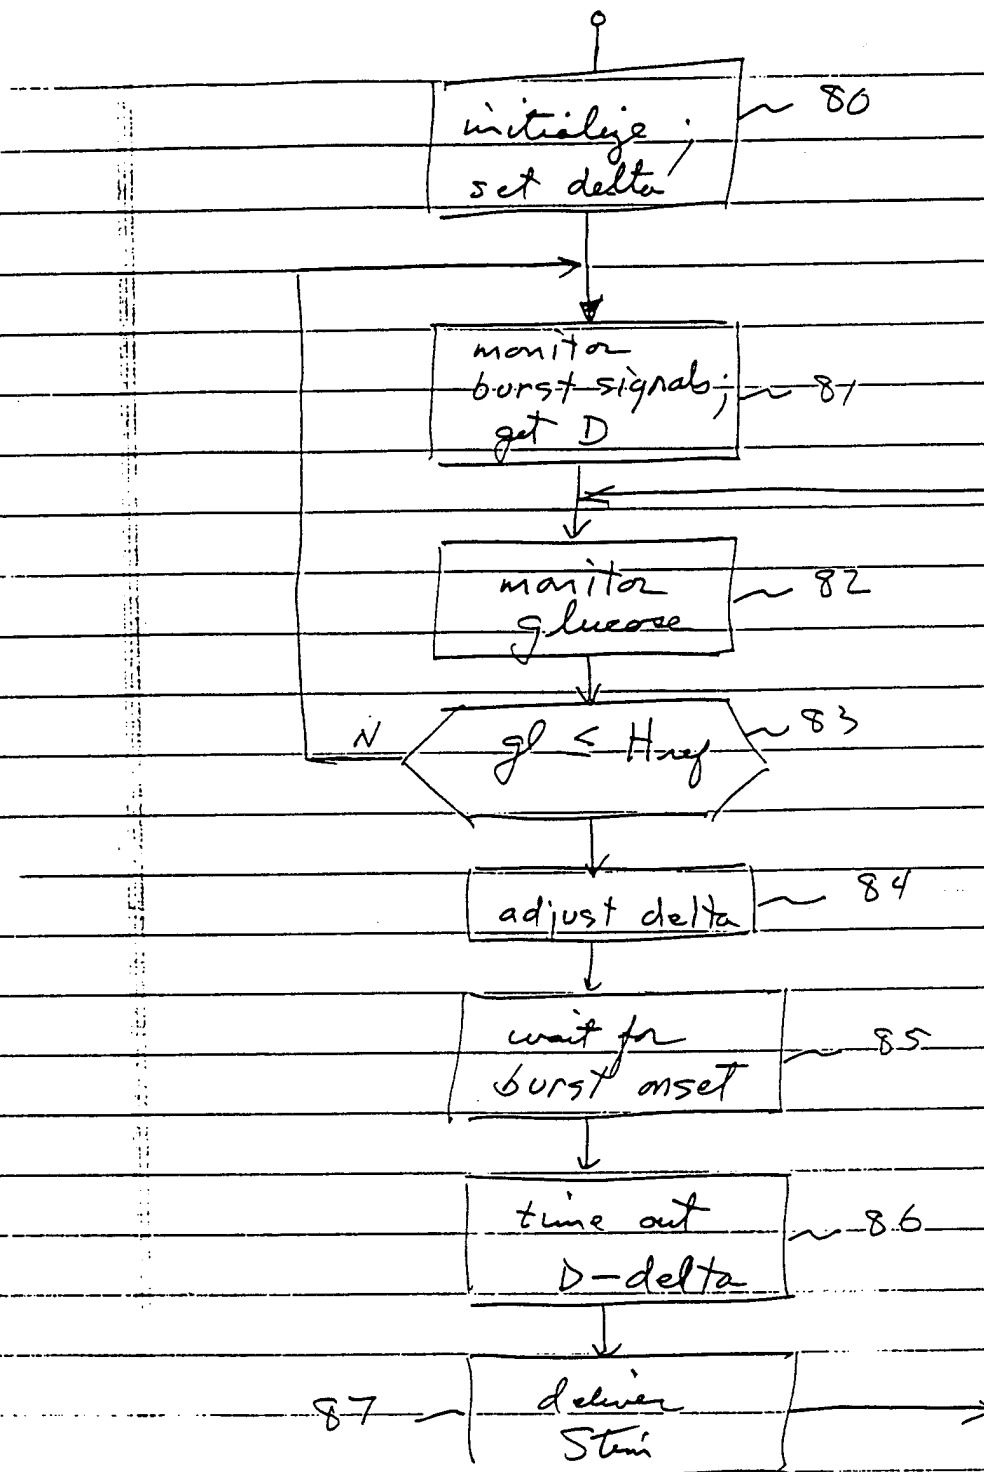 80
initialize ;
set delta
monitor
burst signals;
get D
81
monitor
glucose
82
N
gl < Href
83
adjust delta
84
wait for
burst onset
85
time out
D-delta
86
87
deliver
Stim